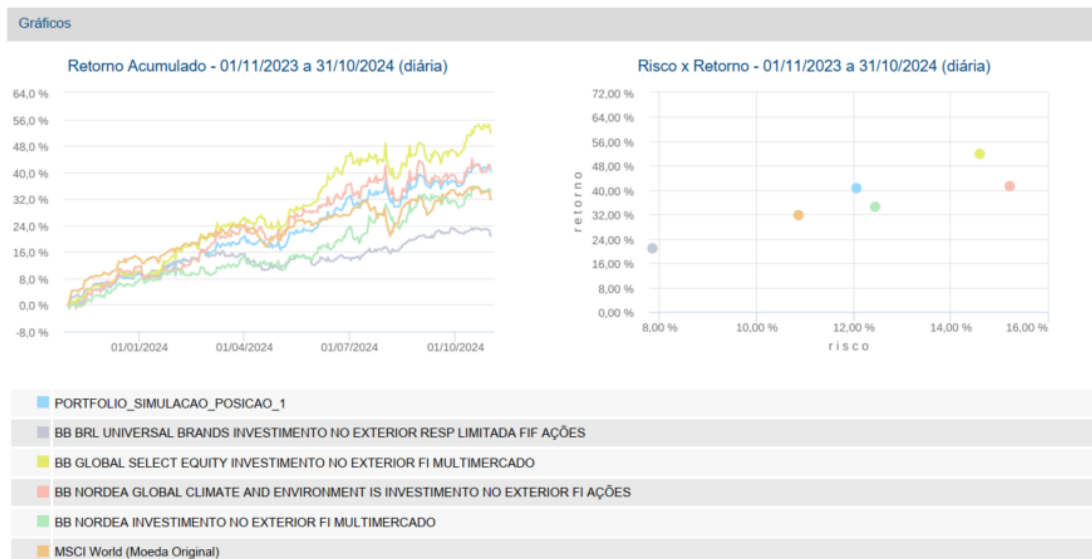 Gráficos
Retorno Acumulado - 01/11/2023 a 31/10/2024 (diária)
64,0 %
56,0 %
48,0 %
40,0 %
32,0 %
24,0 %
16,0 %
8,0 %
0,0 %
-8,0 %
01/01/2024 01/04/2024 01/07/2024 01/10/2024
Risco x Retorno - 01/11/2023 a 31/10/2024 (diária)
72,00 %
64,00 %
56,00 %
48,00 %
40,00 %
32,00 %
24,00 %
16,00 %
8,00 %
0,00 %
retorno
8,00 % 10,00 % 12,00 % 14,00 % 16,00 %
risco
PORTFOLIO_SIMULACAO_POSICAO_1
BB BRL UNIVERSAL BRANDS INVESTIMENTO NO EXTERIOR RESP LIMITADA FIF AÇÕES
BB GLOBAL SELECT EQUITY INVESTIMENTO NO EXTERIOR FI MULTIMERCADO
BB NORDEA GLOBAL CLIMATE AND ENVIRONMENT IS INVESTIMENTO NO EXTERIOR FI AÇÕES
BB NORDEA INVESTIMENTO NO EXTERIOR FI MULTIMERCADO
MSCI World (Moeda Original)